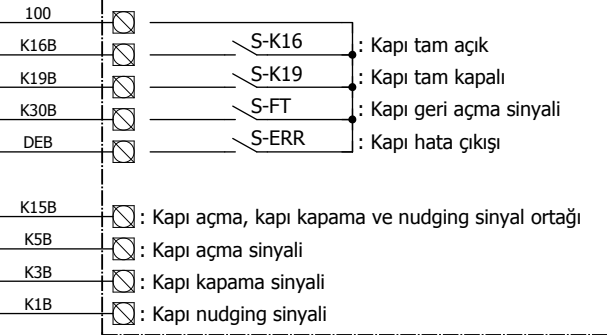 100
K16B S-K16 : Kapı tam açık
K19B S-K19 : Kapı tam kapalı
K30B S-FT : Kapı geri açma sinyali
DEB S-ERR : Kapı hata çıkışı
K15B : Kapı açma, kapı kapama ve nudging sinyal ortağı
K5B : Kapı açma sinyali
K3B : Kapı kapama sinyali
K1B : Kapı nudging sinyali